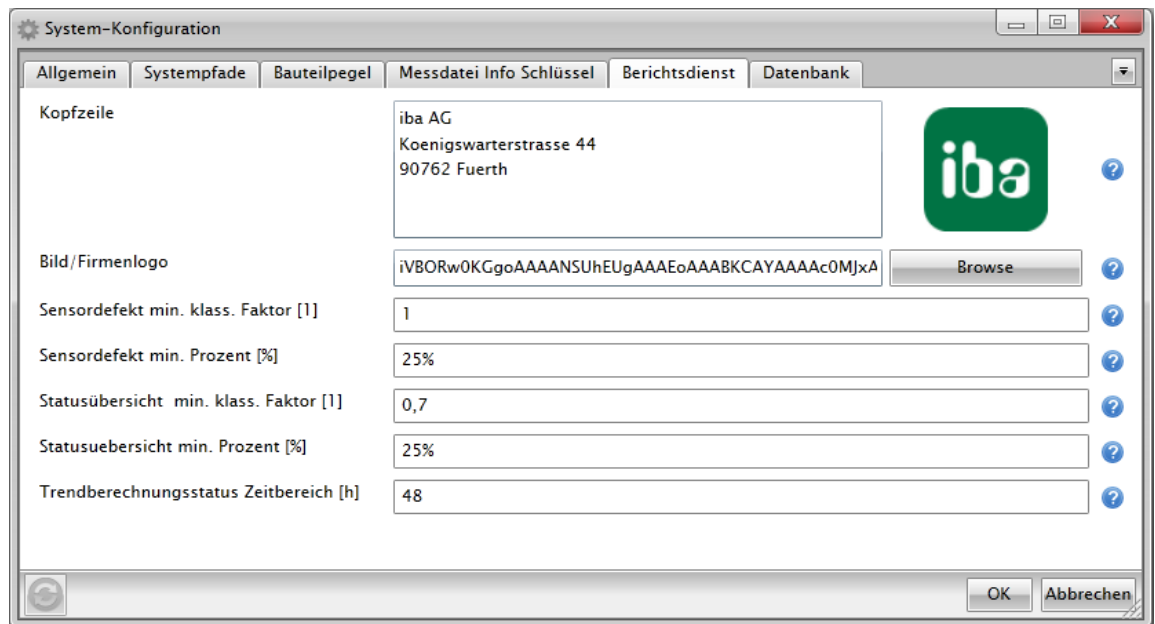 System-Konfiguration
Allgemein Systempfade Bauteilpegel Messdatei Info Schlüssel Berichtsdienst Datenbank
Kopfzeile
iba AG
Koenigswarterstrasse 44
90762 Fuerth
iba
Bild/Firmenlogo iVBORw0KGgoAAAANSUhEUgAAAEoAAABKCAYAAAAc0MJxA Browse
Sensordefekt min. klass. Faktor [1] 1
Sensordefekt min. Prozent [%] 25%
Statusübersicht min. klass. Faktor [1] 0,7
Statusuebersicht min. Prozent [%] 25%
Trendberechnungsstatus Zeitbereich [h] 48
OK Abbrechen